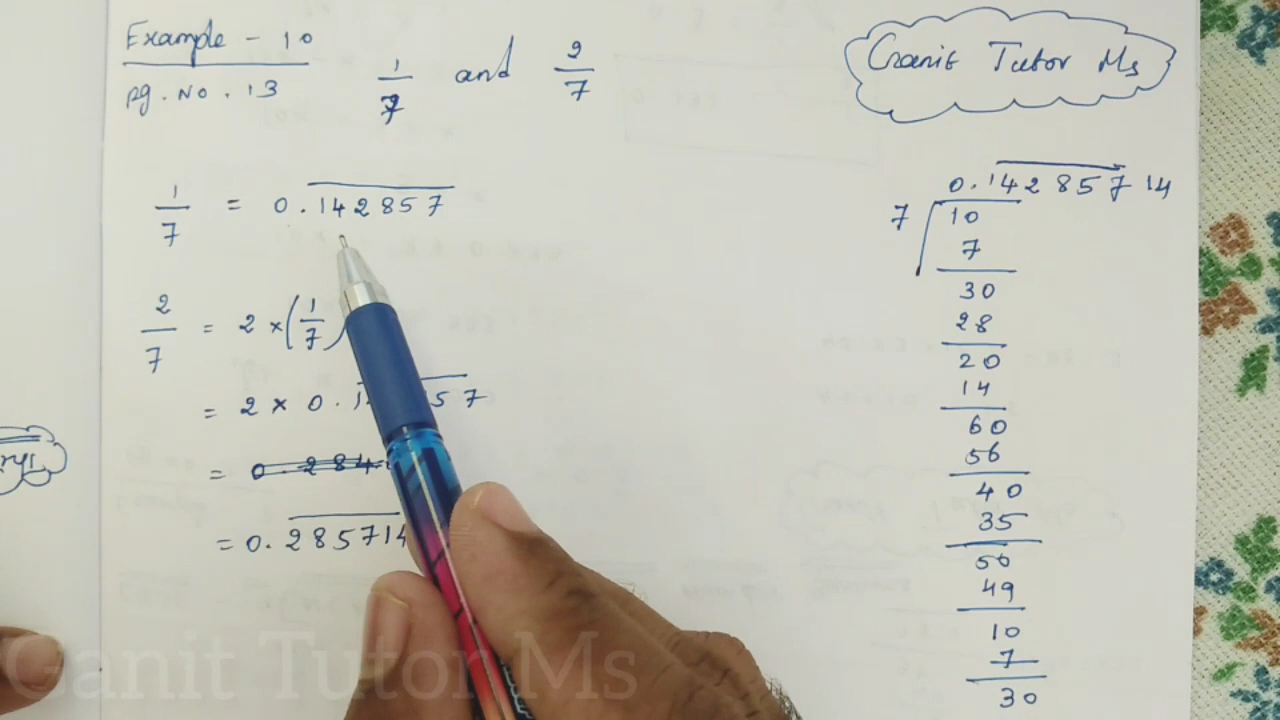 Example - 10
pg. No. 13
1/7 and 2/7
Ganit Tutor Ms
1/7 = 0.142857
2/7 = 2 × (1/7)
= 2 × 0.1 57
= 0.284
= 0.285714
0.142857 14
7 10
7
30
28
20
14
60
56
40
35
50
49
10
7
30
Ganit Tutor Ms